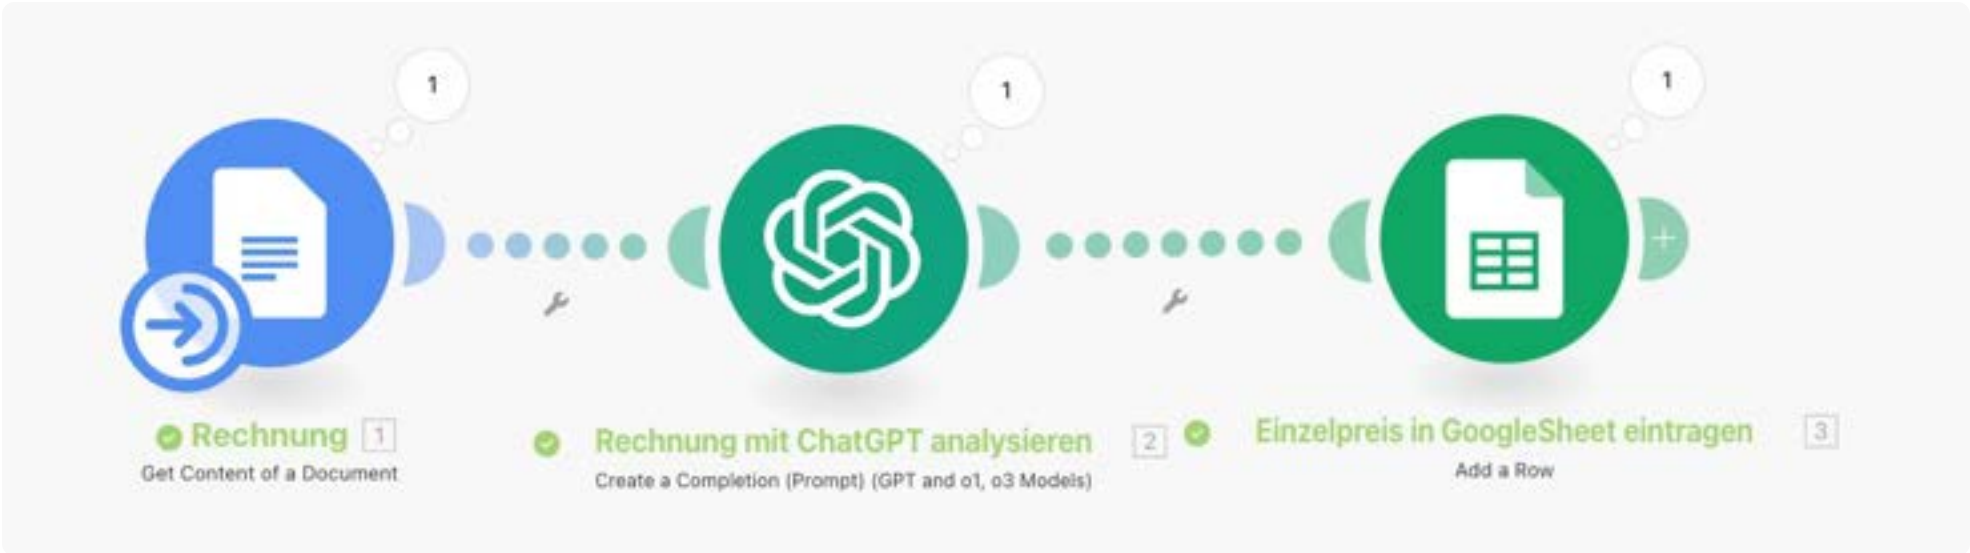 1
1
1
Rechnung 1
Get Content of a Document
Rechnung mit ChatGPT analysieren 2
Create a Completion (Prompt) (GPT and o1, o3 Models)
Einzelpreis in GoogleSheet eintragen 3
Add a Row